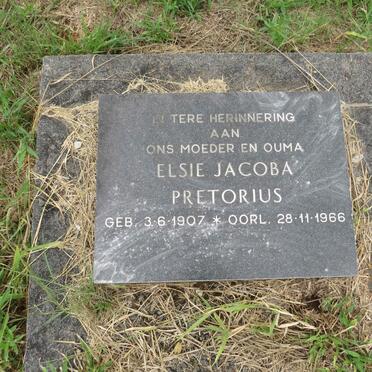 IN TERE HERINNERING
AAN
ONS MOEDER EN OUMA
ELSIE JACOBA
PRETORIUS
GEB. 3.6.1907 * OORL. 28.11.1966